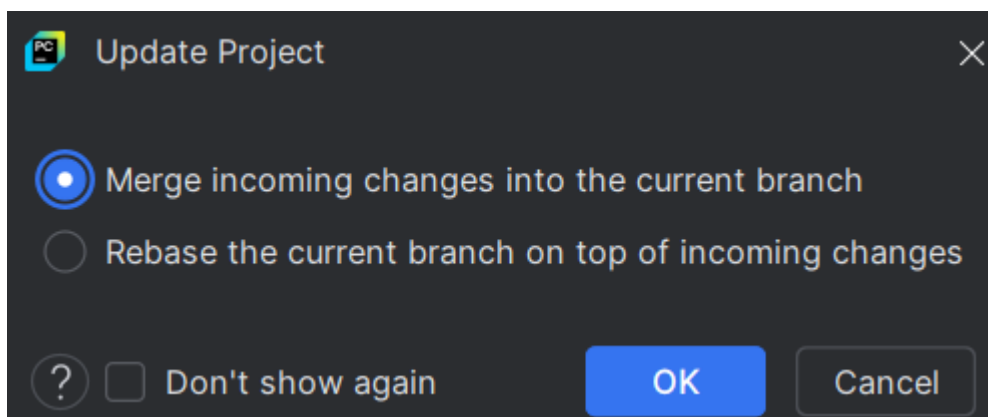 PC
Update Project
Merge incoming changes into the current branch
Rebase the current branch on top of incoming changes
? Don't show again OK Cancel